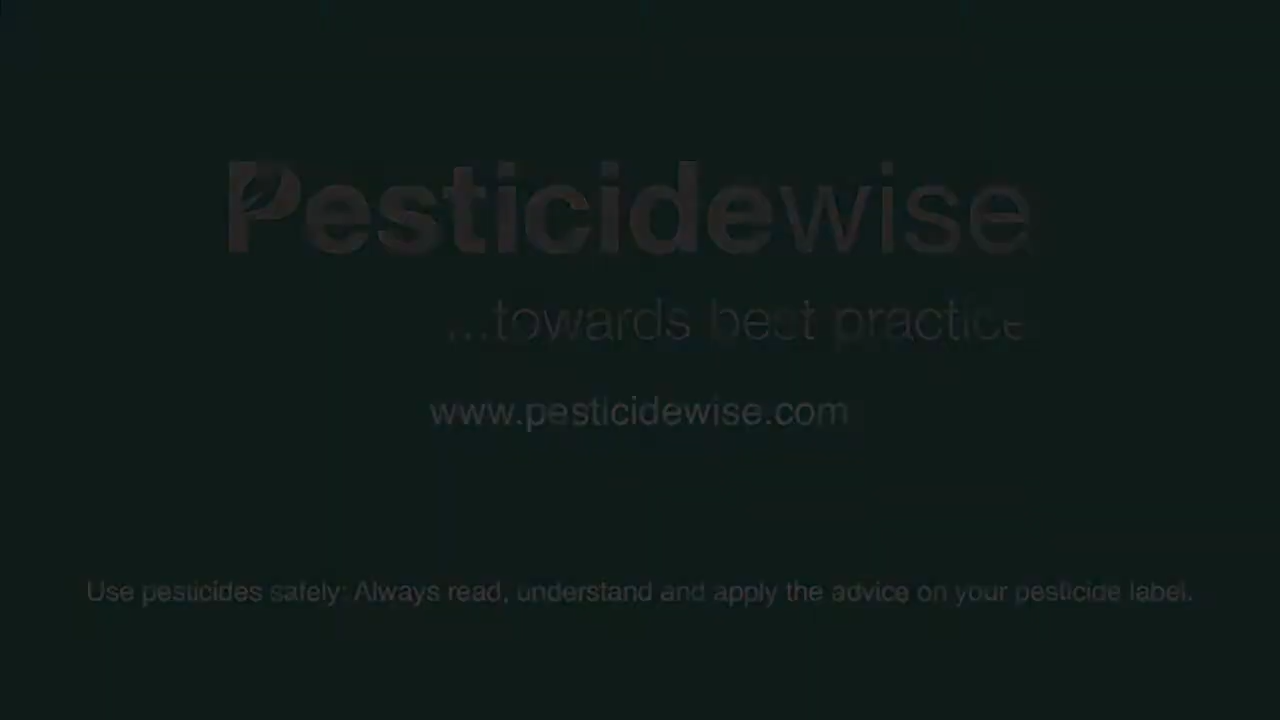 Pesticidewise
...towards best practice
www.pesticidewise.com
Use pesticides safely: Always read, understand and apply the advice on your pesticide label.